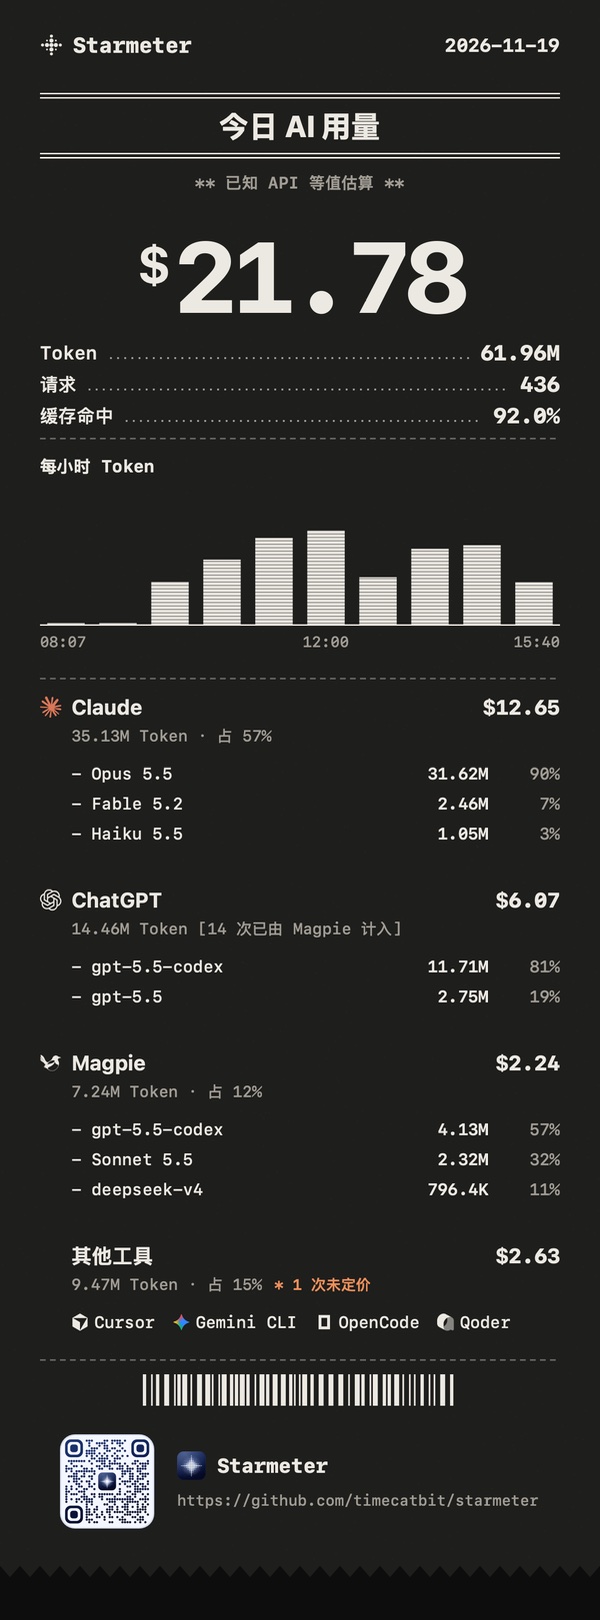 Starmeter 2026-11-19
今日 AI 用量
** 已知 API 等值估算 **
$21.78
Token 61.96M
请求 436
缓存命中 92.0%
每小时 Token
08:07 12:00 15:40
Claude $12.65
35.13M Token · 占 57%
- Opus 5.5 31.62M 90%
- Fable 5.2 2.46M 7%
- Haiku 5.5 1.05M 3%
ChatGPT $6.07
14.46M Token [14 次已由 Magpie 计入]
- gpt-5.5-codex 11.71M 81%
- gpt-5.5 2.75M 19%
Magpie $2.24
7.24M Token · 占 12%
- gpt-5.5-codex 4.13M 57%
- Sonnet 5.5 2.32M 32%
- deepseek-v4 796.4K 11%
其他工具 $2.63
9.47M Token · 占 15% * 1 次未定价
Cursor Gemini CLI OpenCode Qoder
Starmeter
https://github.com/timecatbit/starmeter